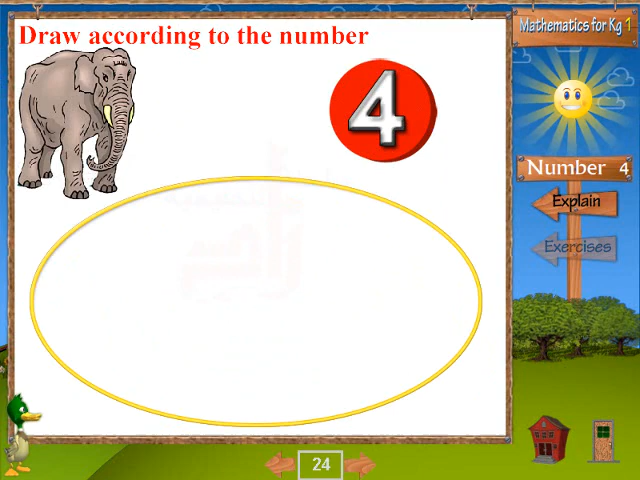 Draw according to the number
4
Mathematics for Kg 1
Number 4
Explain
Exercises
24